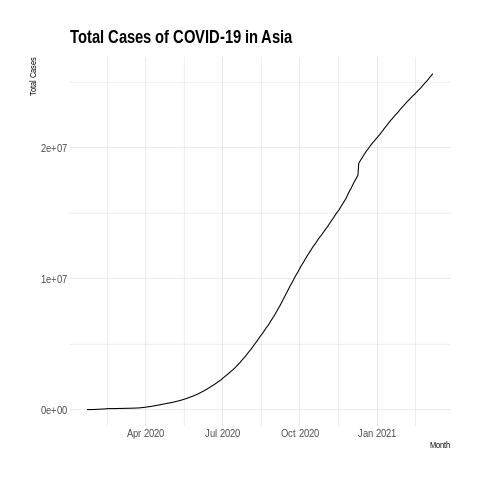 Total Cases of COVID-19 in Asia
Total Cases
2e+07
1e+07
0e+00
Apr 2020
Jul 2020
Oct 2020
Jan 2021
Month